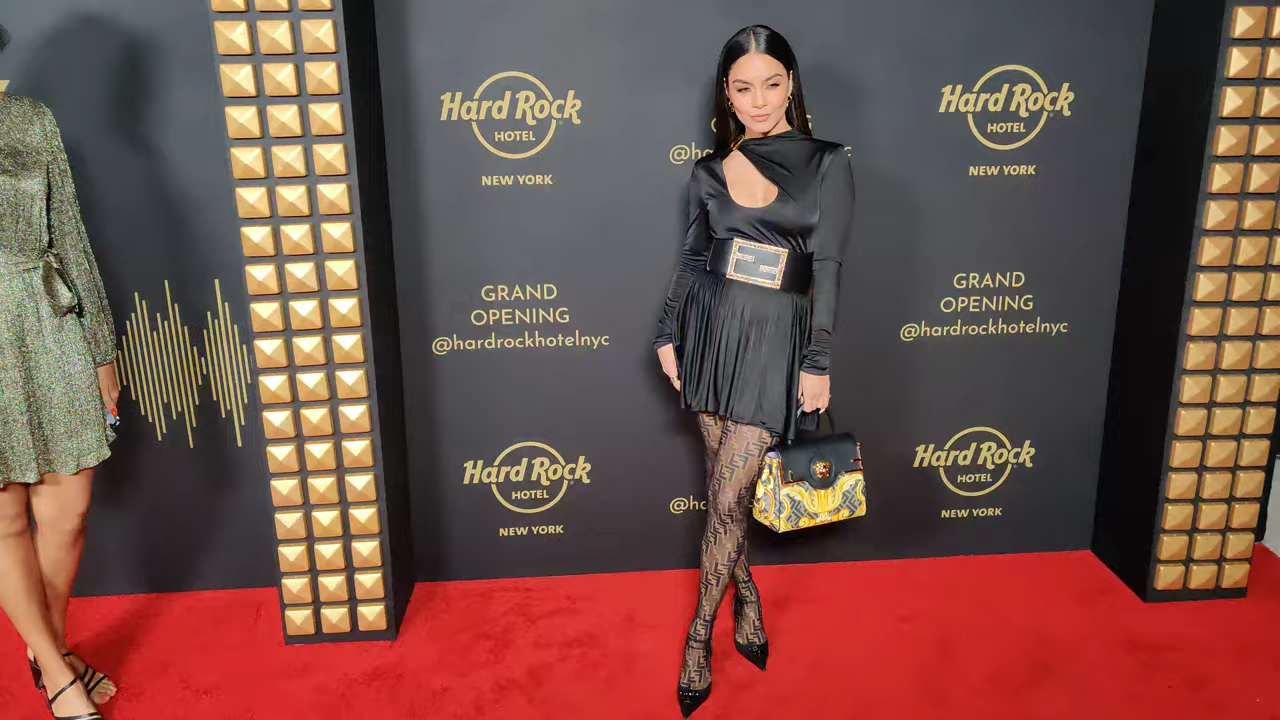 Hard Rock
HOTEL
NEW YORK
Hard Rock
HOTEL
NEW YORK
GRAND
OPENING
@hardrockhotelnyc
GRAND
OPENING
@hardrockhotelnyc
Hard Rock
HOTEL
NEW YORK
Hard Rock
HOTEL
NEW YORK